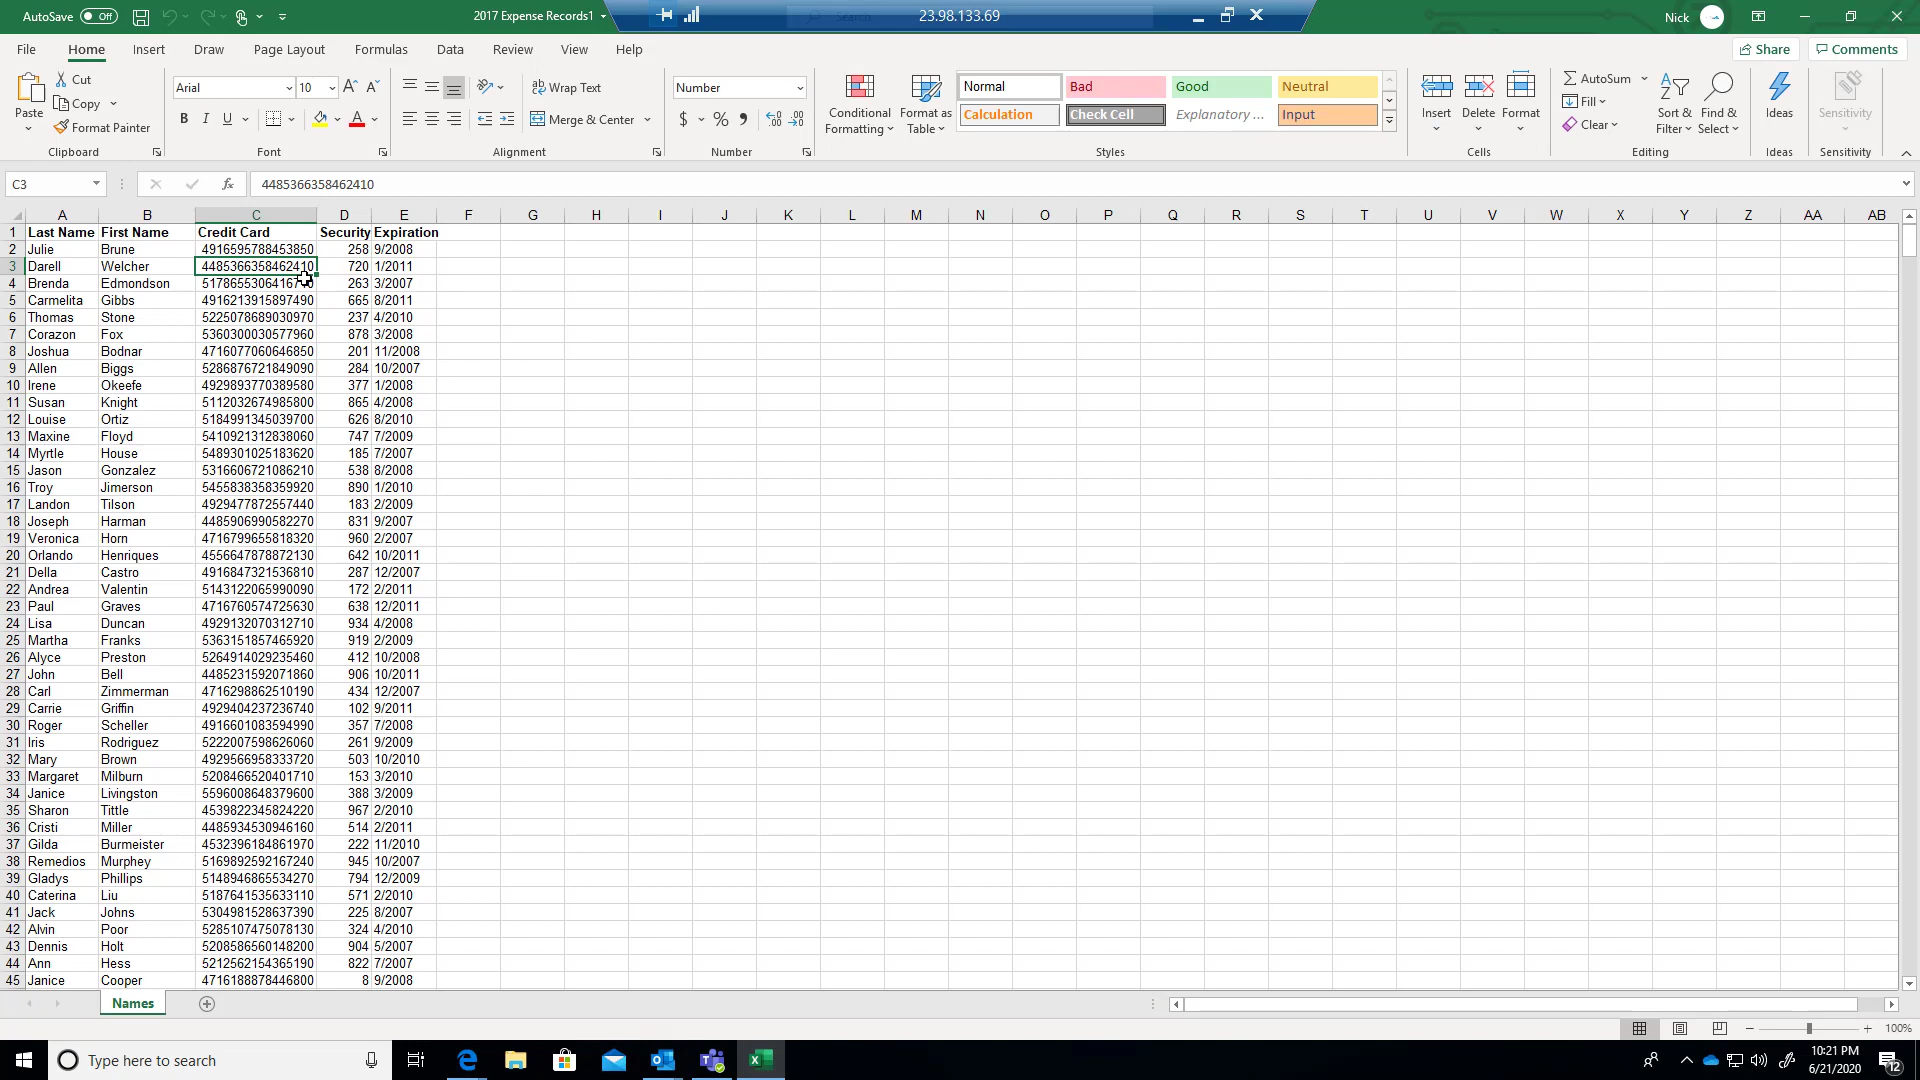 AutoSave Off 2017 Expense Records1 Search 23.98.133.69 Nick
File Home Insert Draw Page Layout Formulas Data Review View Help Share Comments
Paste Cut Copy Format Painter Clipboard
Arial 10 B I U A Font
Wrap Text Merge & Center Alignment
Number $ % Number
Conditional Formatting Format as Table Normal Bad Good Neutral Calculation Check Cell Explanatory ... Input Styles
Insert Delete Format Cells
AutoSum Fill Clear Sort & Filter Find & Select Editing
Ideas Ideas Sensitivity Sensitivity
C3 fx 4485366358462410
A B C D E F G H I J K L M N O P Q R S T U V W X Y Z AA AB
1 Last Name First Name Credit Card Security Expiration
2 Julie Brune 4916595788453850 258 9/2008
3 Darell Welcher 4485366358462410 720 1/2011
4 Brenda Edmondson 263 3/2007
5 Carmelita Gibbs 4916213915897490 665 8/2011
6 Thomas Stone 5225078689030970 237 4/2010
7 Corazon Fox 5360300030577960 878 3/2008
8 Joshua Bodnar 4716077060646850 201 11/2008
9 Allen Biggs 5286876721849090 284 10/2007
10 Irene Okeefe 4929893770389580 377 1/2008
11 Susan Knight 5112032674985800 865 4/2008
12 Louise Ortiz 5184991345039700 626 8/2010
13 Maxine Floyd 5410921312838060 747 7/2009
14 Myrtle House 5489301025183620 185 7/2007
15 Jason Gonzalez 5316606721086210 538 8/2008
16 Troy Jimerson 5455838358359920 890 1/2010
17 Landon Tilson 4929477872557440 183 2/2009
18 Joseph Harman 4485906990582270 831 9/2007
19 Veronica Horn 4716799655818320 960 2/2007
20 Orlando Henriques 4556647878872130 642 10/2011
21 Della Castro 4916847321536810 287 12/2007
22 Andrea Valentin 5143122065990090 172 2/2011
23 Paul Graves 4716760574725630 638 12/2011
24 Lisa Duncan 4929132070312710 934 4/2008
25 Martha Franks 5363151857465920 919 2/2009
26 Alyce Preston 5264914029235460 412 10/2008
27 John Bell 4485231592071860 906 10/2011
28 Carl Zimmerman 4716298862510190 434 12/2007
29 Carrie Griffin 4929404237236740 102 9/2011
30 Roger Scheller 4916601083594990 357 7/2008
31 Iris Rodriguez 5222007598626060 261 9/2009
32 Mary Brown 4929566958333720 503 10/2010
33 Margaret Milburn 5208466520401710 153 3/2010
34 Janice Livingston 5596008648379600 388 3/2009
35 Sharon Tittle 4539822345824220 967 2/2010
36 Cristi Miller 4485934530946160 514 2/2011
37 Gilda Burmeister 4532396184861970 222 11/2010
38 Remedios Murphey 5169892592167240 945 10/2007
39 Gladys Phillips 5148946865534270 794 12/2009
40 Caterina Liu 5187641535633110 571 2/2010
41 Jack Johns 5304981528637390 225 8/2007
42 Alvin Poor 5285107475078130 324 4/2010
43 Dennis Holt 5208586560148200 904 5/2007
44 Ann Hess 5212562154365190 822 7/2007
45 Janice Cooper 4716188878446800 8 9/2008
Names
100%
Type here to search
10:21 PM
6/21/2020
12